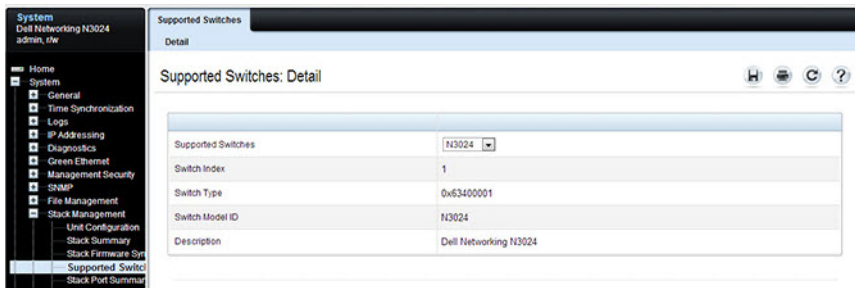 System
Dell Networking N3024
admin, r/w
Supported Switches
Detail
Home
System
General
Time Synchronization
Logs
IP Addressing
Diagnostics
Green Ethernet
Management Security
SNMP
File Management
Stack Management
Unit Configuration
Stack Summary
Stack Firmware Syn
Supported Switc
Stack Port Summar
Supported Switches: Detail
?
Supported Switches N3024
Switch Index 1
Switch Type 0x63400001
Switch Model ID N3024
Description Dell Networking N3024